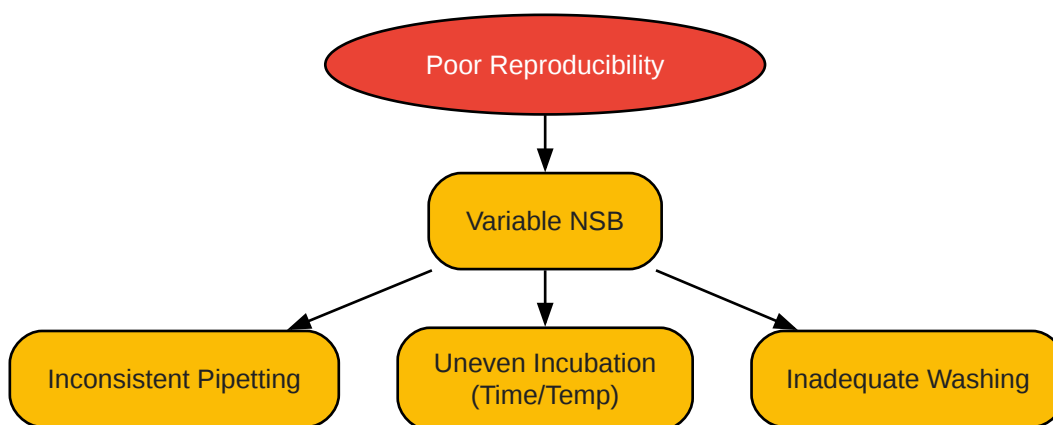 Poor Reproducibility
Variable NSB
Inconsistent Pipetting
Uneven Incubation
(Time/Temp)
Inadequate Washing